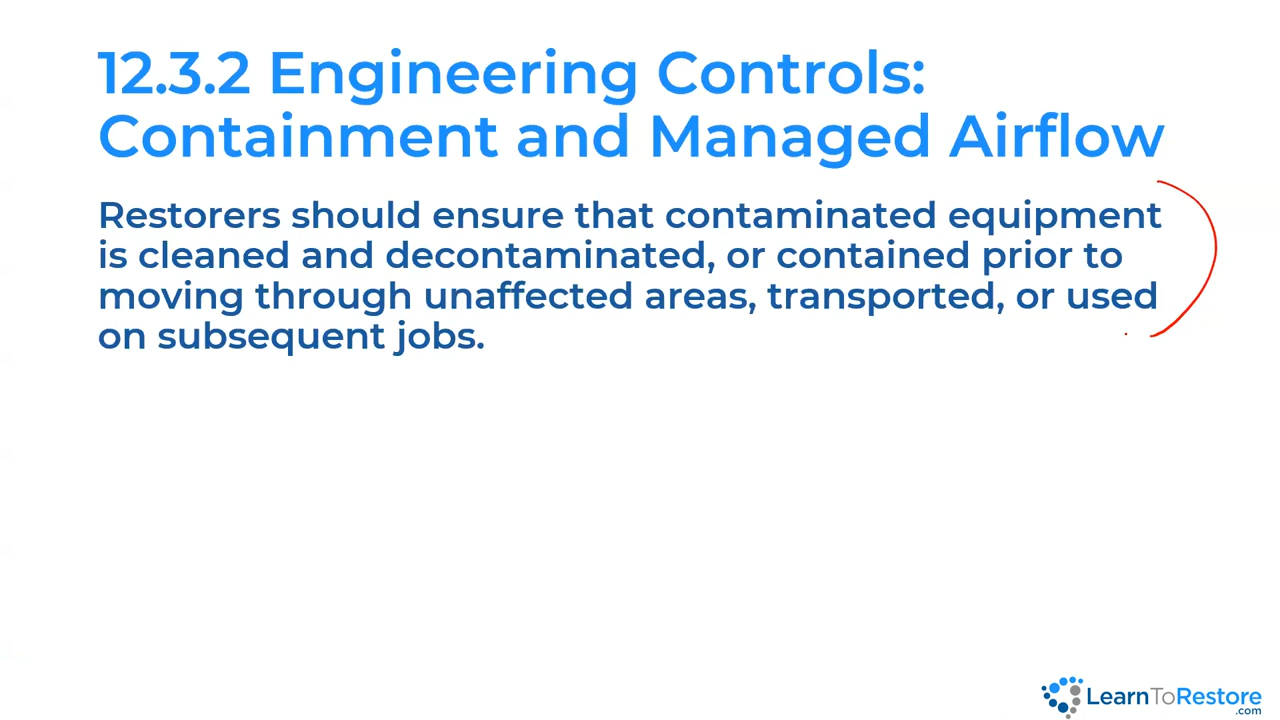 12.3.2 Engineering Controls:
Containment and Managed Airflow
Restorers should ensure that contaminated equipment
is cleaned and decontaminated, or contained prior to
moving through unaffected areas, transported, or used
on subsequent jobs.
LearnToRestore
.com